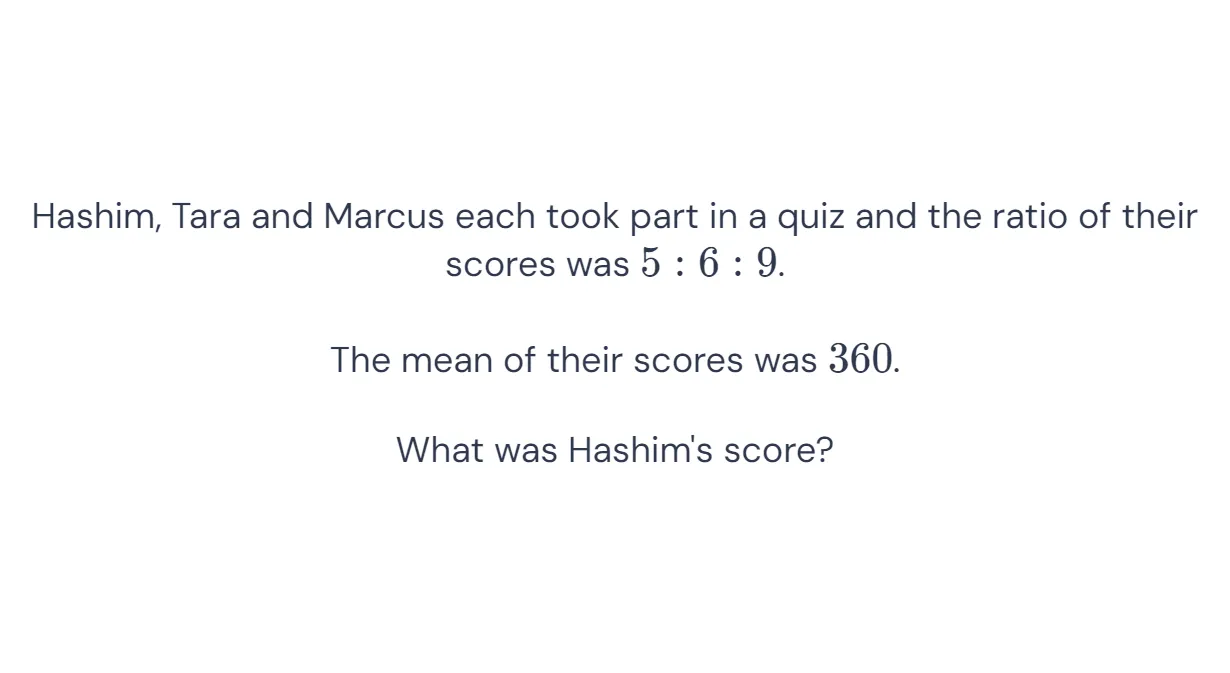 Hashim, Tara and Marcus each took part in a quiz and the ratio of their
scores was 5 : 6 : 9.
The mean of their scores was 360.
What was Hashim's score?